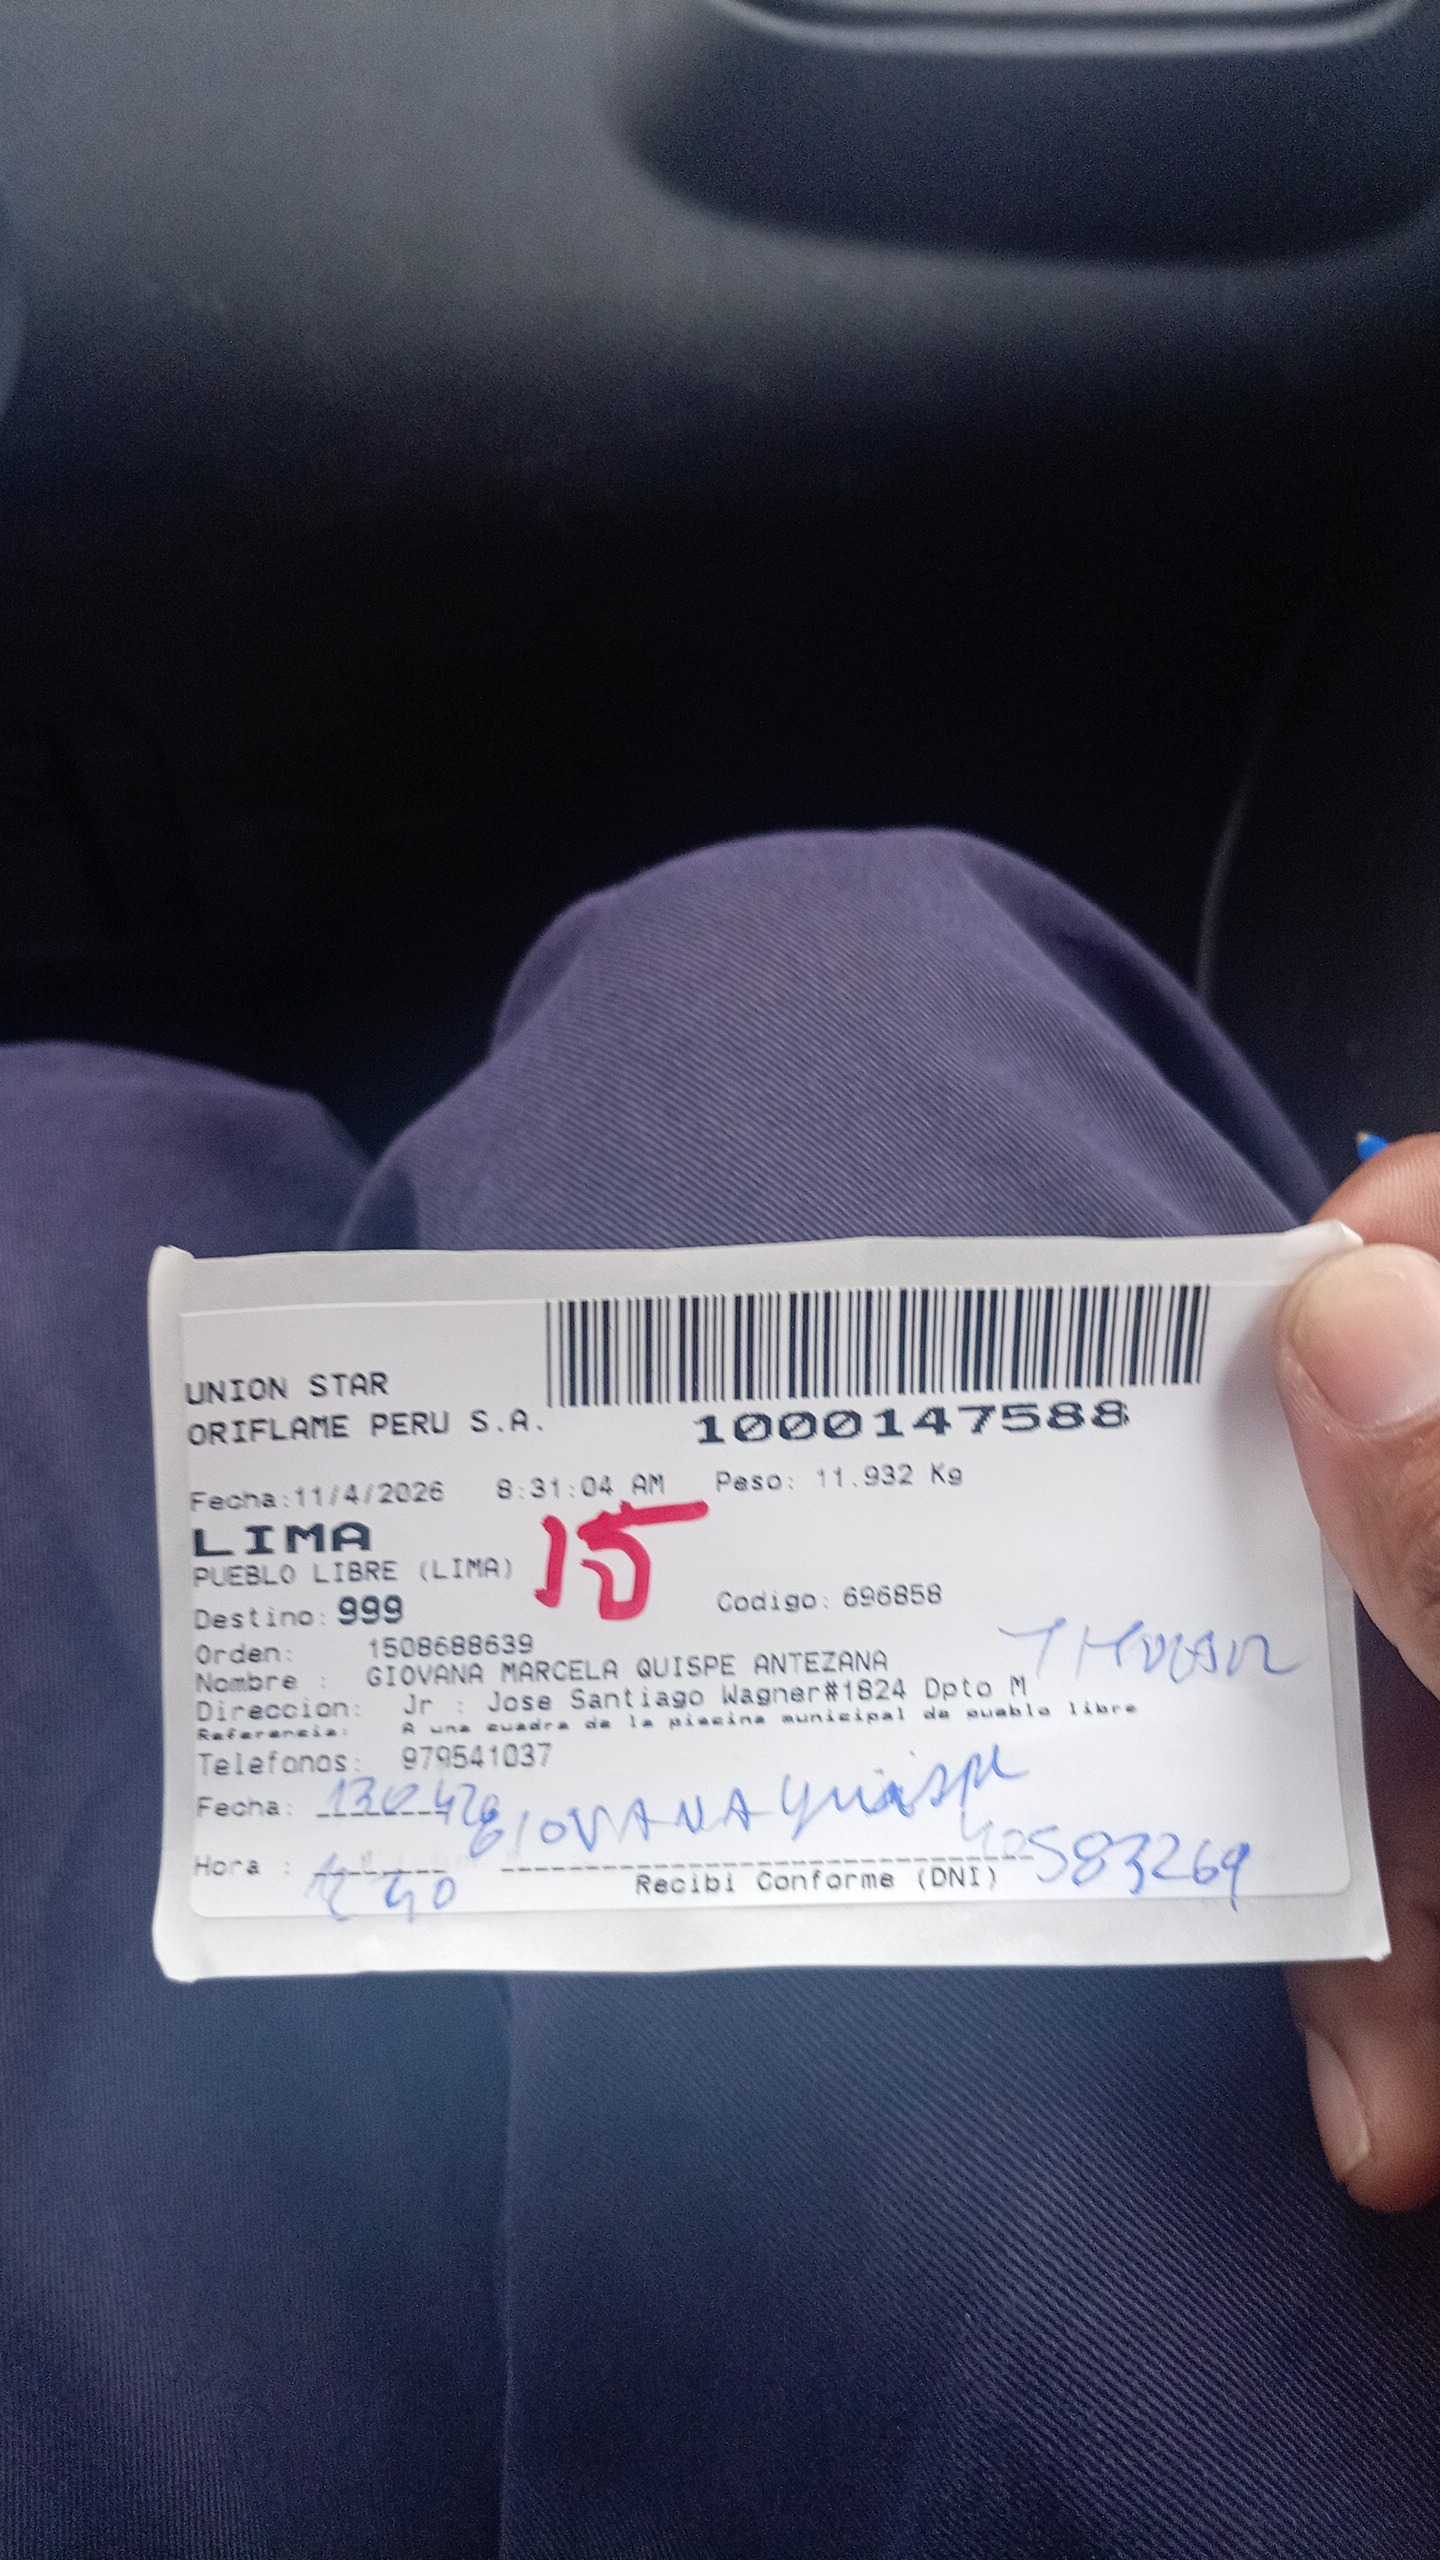 UNION STAR
ORIFLAME PERU S.A.
1000147588
Fecha:11/4/2026 8:31:04 AM Peso: 11.932 Kg
LIMA
15
PUEBLO LIBRE (LIMA)
Destino: 999 Codigo: 696858
Orden: 1508688639
Nombre : GIOVANA MARCELA QUISPE ANTEZANA
Direccion: Jr : Jose Santiago Wagner#1824 Dpto M
Referencia: A una cuadra de la piscina municipal de pueblo libre
Telefonos: 979541037
Fecha: 130426 GIOVANA Quispe
Hora : 40583269
Recibi Conforme (DNI)